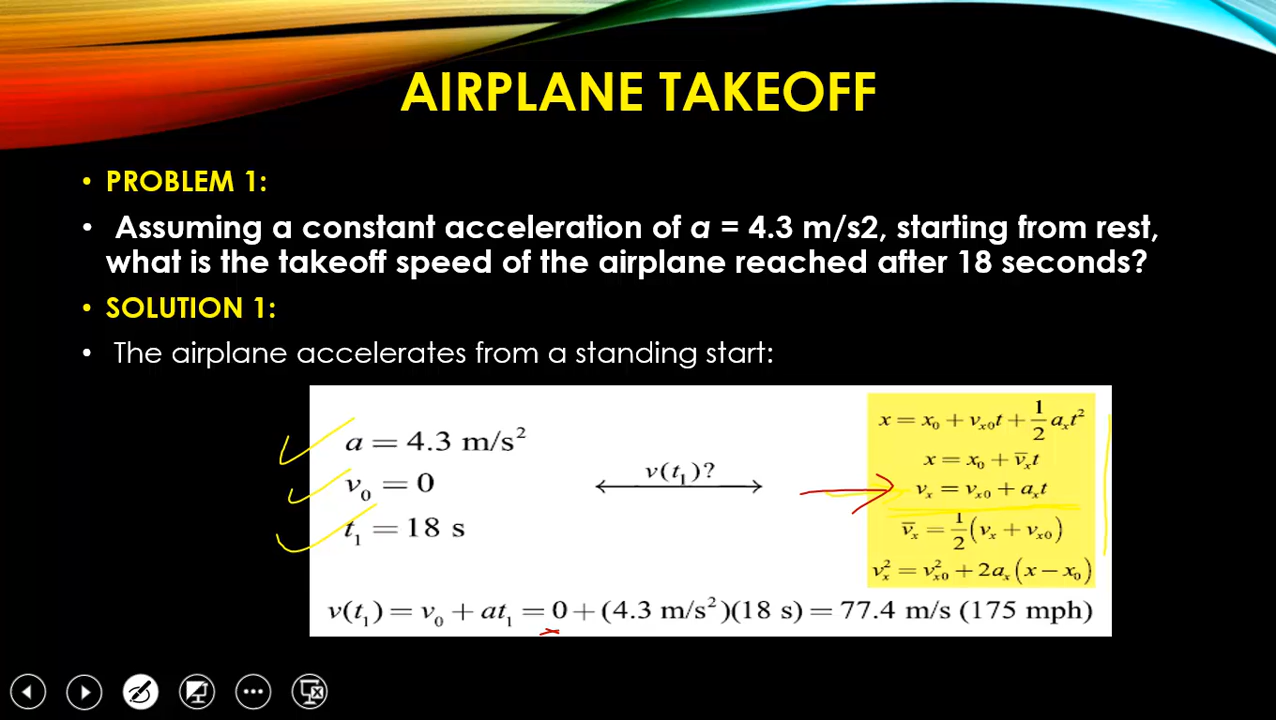 AIRPLANE TAKEOFF
• PROBLEM 1:
• Assuming a constant acceleration of a = 4.3 m/s2, starting from rest,
what is the takeoff speed of the airplane reached after 18 seconds?
• SOLUTION 1:
• The airplane accelerates from a standing start:
a = 4.3 m/s²
v₀ = 0
t₁ = 18 s
v(t₁)?
x = x₀ + vₓ₀t + 1/2 aₓt²
x = x₀ + v̄ₓt
vₓ = vₓ₀ + aₓt
v̄ₓ = 1/2 (vₓ + vₓ₀)
vₓ² = vₓ₀² + 2aₓ(x − x₀)
v(t₁) = v₀ + at₁ = 0 + (4.3 m/s²)(18 s) = 77.4 m/s (175 mph)